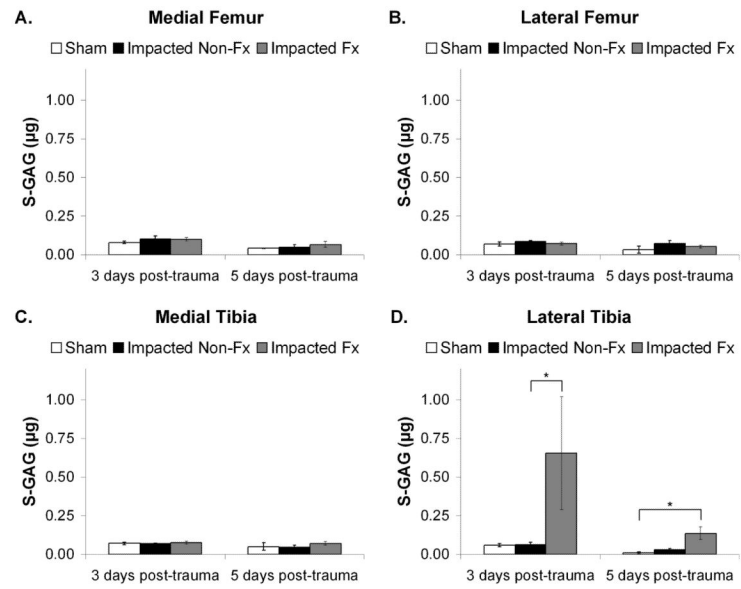 A. Medial Femur
Sham Impacted Non-Fx Impacted Fx
S-GAG (µg)
1.00
0.75
0.50
0.25
0.00
3 days post-trauma 5 days post-trauma
B. Lateral Femur
Sham Impacted Non-Fx Impacted Fx
S-GAG (µg)
1.00
0.75
0.50
0.25
0.00
3 days post-trauma 5 days post-trauma
C. Medial Tibia
Sham Impacted Non-Fx Impacted Fx
S-GAG (µg)
1.00
0.75
0.50
0.25
0.00
3 days post-trauma 5 days post-trauma
D. Lateral Tibia
Sham Impacted Non-Fx Impacted Fx
S-GAG (µg)
1.00
0.75
0.50
0.25
0.00
*
*
3 days post-trauma 5 days post-trauma